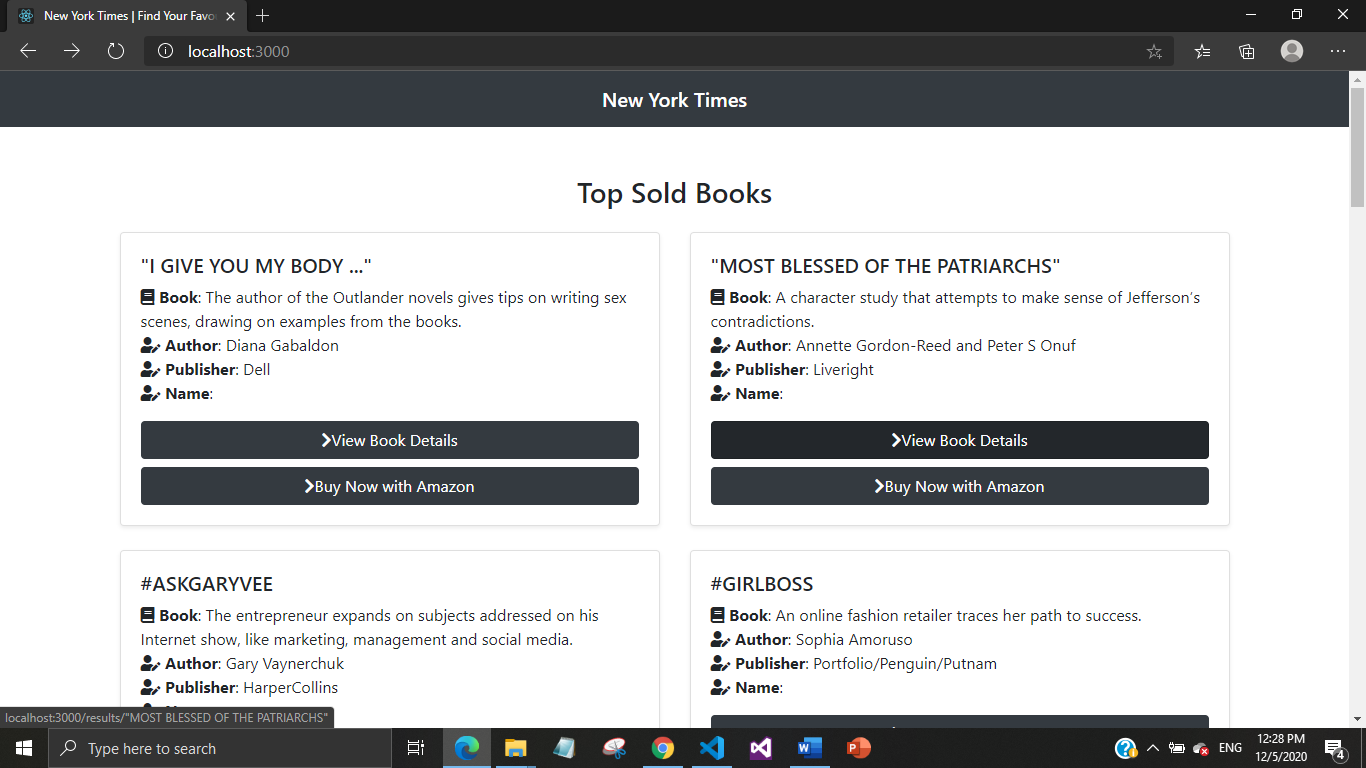 New York Times | Find Your Favo
localhost:3000
New York Times
Top Sold Books
"I GIVE YOU MY BODY ..."
Book: The author of the Outlander novels gives tips on writing sex
scenes, drawing on examples from the books.
Author: Diana Gabaldon
Publisher: Dell
Name:
View Book Details
Buy Now with Amazon
"MOST BLESSED OF THE PATRIARCHS"
Book: A character study that attempts to make sense of Jefferson's
contradictions.
Author: Annette Gordon-Reed and Peter S Onuf
Publisher: Liveright
Name:
View Book Details
Buy Now with Amazon
#ASKGARYVEE
Book: The entrepreneur expands on subjects addressed on his
Internet show, like marketing, management and social media.
Author: Gary Vaynerchuk
Publisher: HarperCollins
#GIRLBOSS
Book: An online fashion retailer traces her path to success.
Author: Sophia Amoruso
Publisher: Portfolio/Penguin/Putnam
Name:
localhost:3000/results/"MOST BLESSED OF THE PATRIARCHS"
Type here to search
ENG
12:28 PM
12/5/2020
4